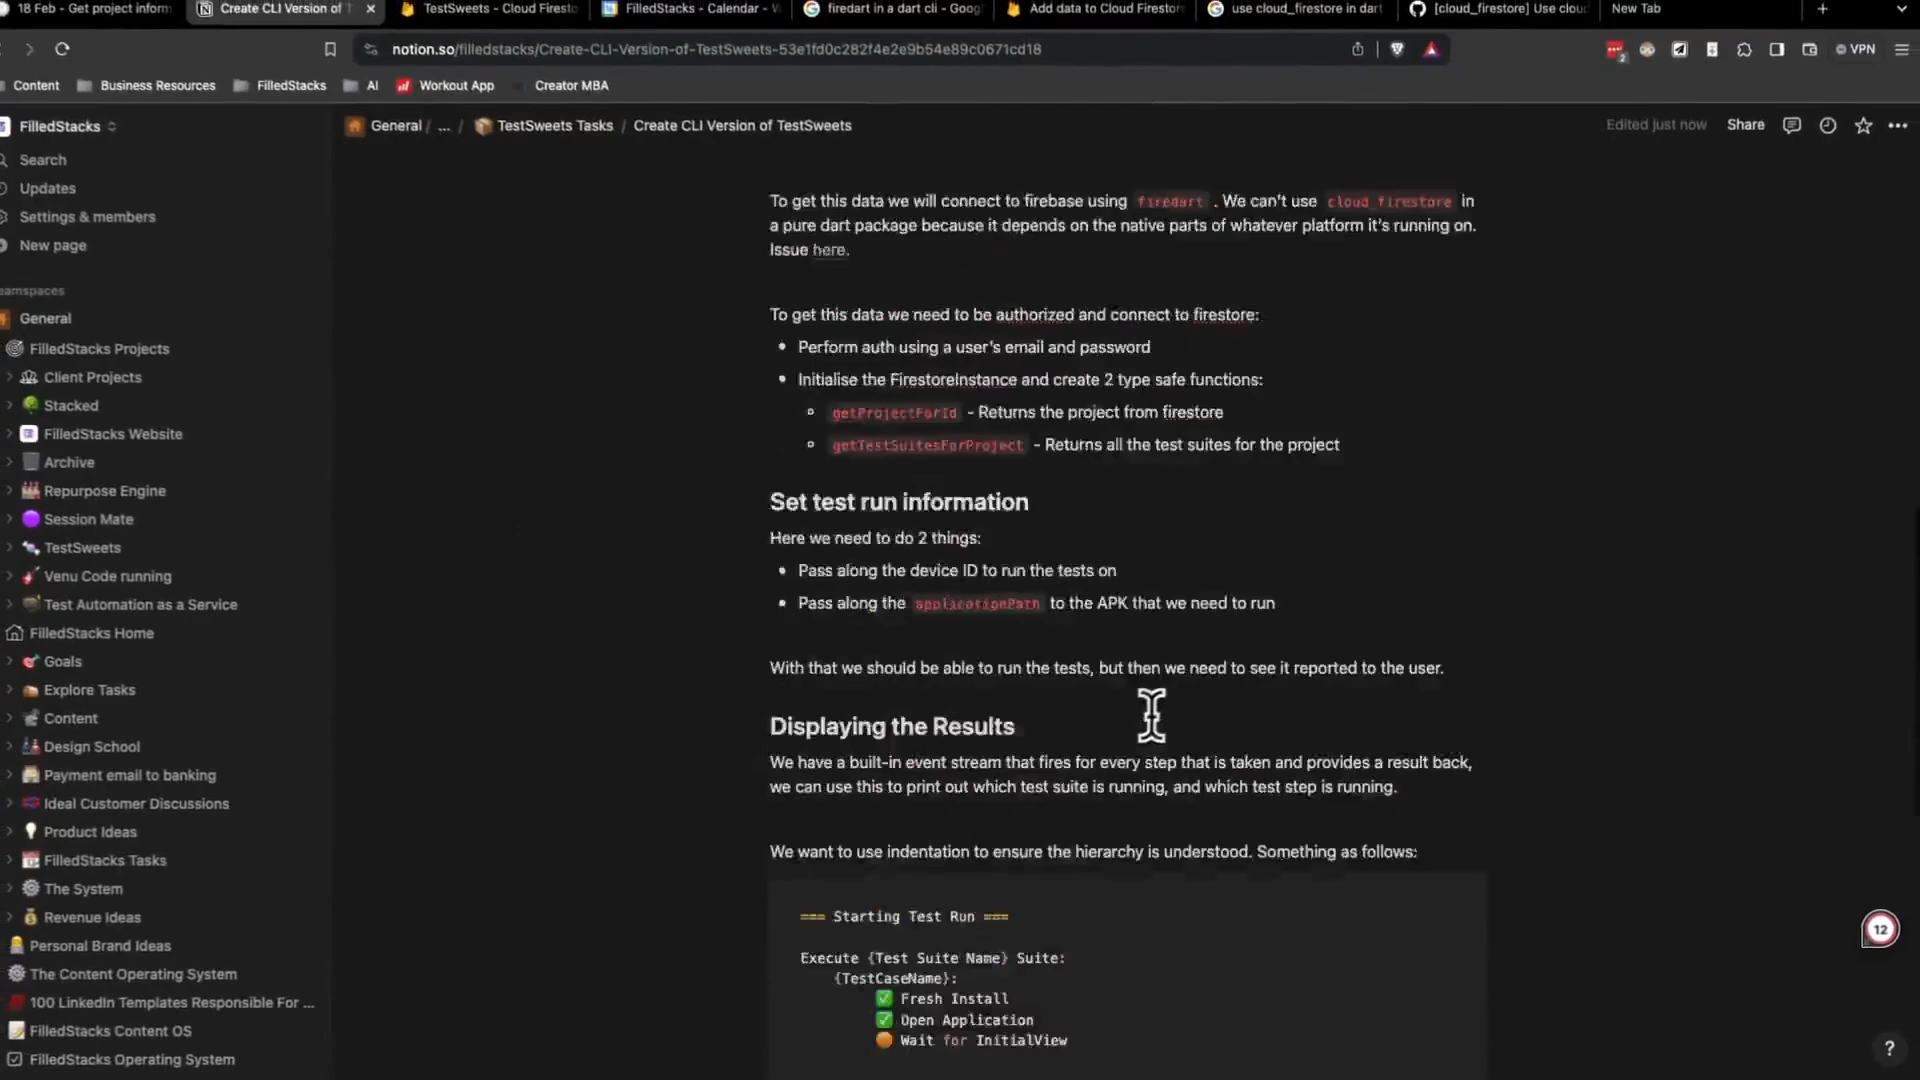 18 Feb - Get project inform
Create CLI Version of T
TestSweets - Cloud Firesto
FilledStacks - Calendar - W
firedart in a dart cli - Goog
Add data to Cloud Firestor
use cloud_firestore in dart
[cloud_firestore] Use clou
New Tab
notion.so/filledstacks/Create-CLI-Version-of-TestSweets-53e1fd0c282f4e2e9b54e89c0671cd18
2
VPN
Content
Business Resources
FilledStacks
AI
Workout App
Creator MBA
FilledStacks
General / ... / TestSweets Tasks / Create CLI Version of TestSweets
Edited just now
Share
Search
Updates
Settings & members
New page
eamspaces
General
FilledStacks Projects
Client Projects
Stacked
FilledStacks Website
Archive
Repurpose Engine
Session Mate
TestSweets
Venu Code running
Test Automation as a Service
FilledStacks Home
Goals
Explore Tasks
Content
Design School
Payment email to banking
Ideal Customer Discussions
Product Ideas
FilledStacks Tasks
The System
Revenue Ideas
Personal Brand Ideas
The Content Operating System
100 LinkedIn Templates Responsible For ...
FilledStacks Content OS
FilledStacks Operating System
To get this data we will connect to firebase using firedart . We can't use cloud_firestore in
a pure dart package because it depends on the native parts of whatever platform it's running on.
Issue here.
To get this data we need to be authorized and connect to firestore:
• Perform auth using a user's email and password
• Initialise the FirestoreInstance and create 2 type safe functions:
◦ getProjectForId - Returns the project from firestore
◦ getTestSuitesForProject - Returns all the test suites for the project
Set test run information
Here we need to do 2 things:
• Pass along the device ID to run the tests on
• Pass along the applicationPath to the APK that we need to run
With that we should be able to run the tests, but then we need to see it reported to the user.
Displaying the Results
We have a built-in event stream that fires for every step that is taken and provides a result back,
we can use this to print out which test suite is running, and which test step is running.
We want to use indentation to ensure the hierarchy is understood. Something as follows:
=== Starting Test Run ===
Execute {Test Suite Name} Suite:
{TestCaseName}:
✅ Fresh Install
✅ Open Application
🟠 Wait for InitialView
12
?